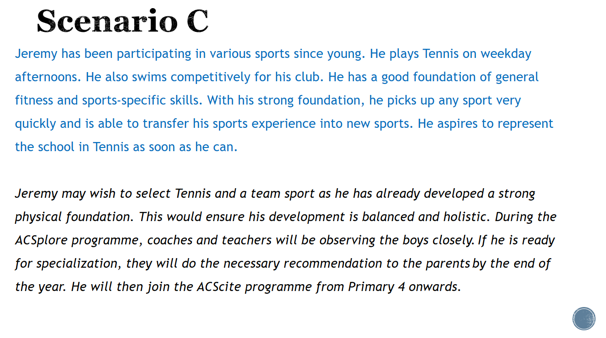 Scenario C
Jeremy has been participating in various sports since young. He plays Tennis on weekday
afternoons. He also swims competitively for his club. He has a good foundation of general
fitness and sports-specific skills. With his strong foundation, he picks up any sport very
quickly and is able to transfer his sports experience into new sports. He aspires to represent
the school in Tennis as soon as he can.
Jeremy may wish to select Tennis and a team sport as he has already developed a strong
physical foundation. This would ensure his development is balanced and holistic. During the
ACSplore programme, coaches and teachers will be observing the boys closely. If he is ready
for specialization, they will do the necessary recommendation to the parents by the end of
the year. He will then join the ACScite programme from Primary 4 onwards.